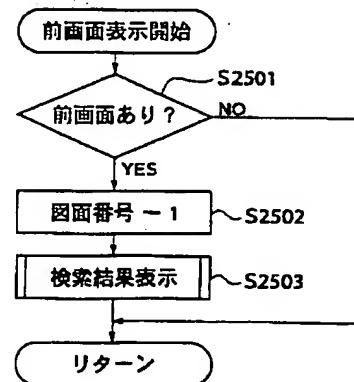 前画面表示開始
S2501
前画面あり? NO
YES
図面番号 － 1 S2502
検索結果表示 S2503
リターン